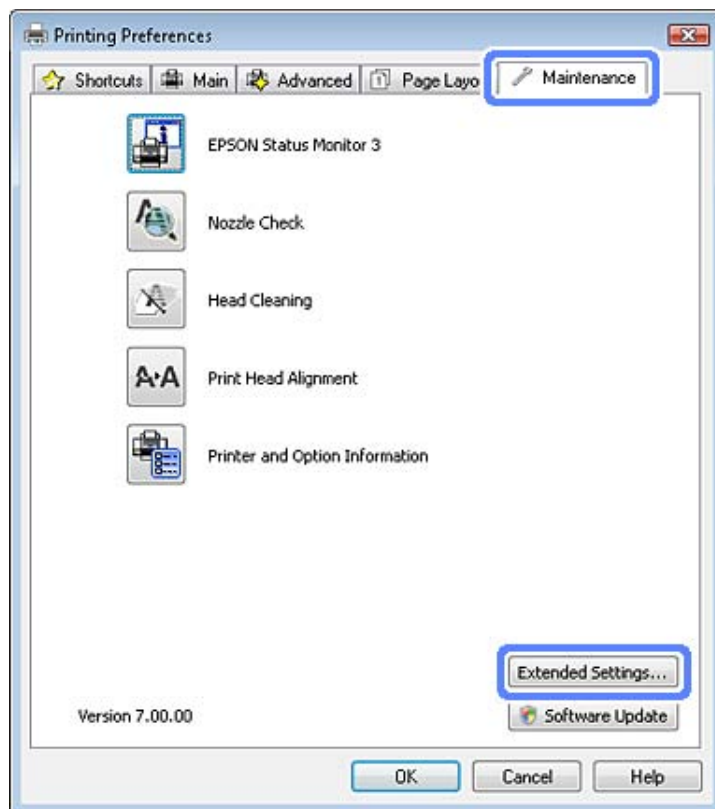 Printing Preferences
Shortcuts Main Advanced Page Layo Maintenance
EPSON Status Monitor 3
Nozzle Check
Head Cleaning
A·A Print Head Alignment
Printer and Option Information
Extended Settings...
Version 7.00.00 Software Update
OK Cancel Help